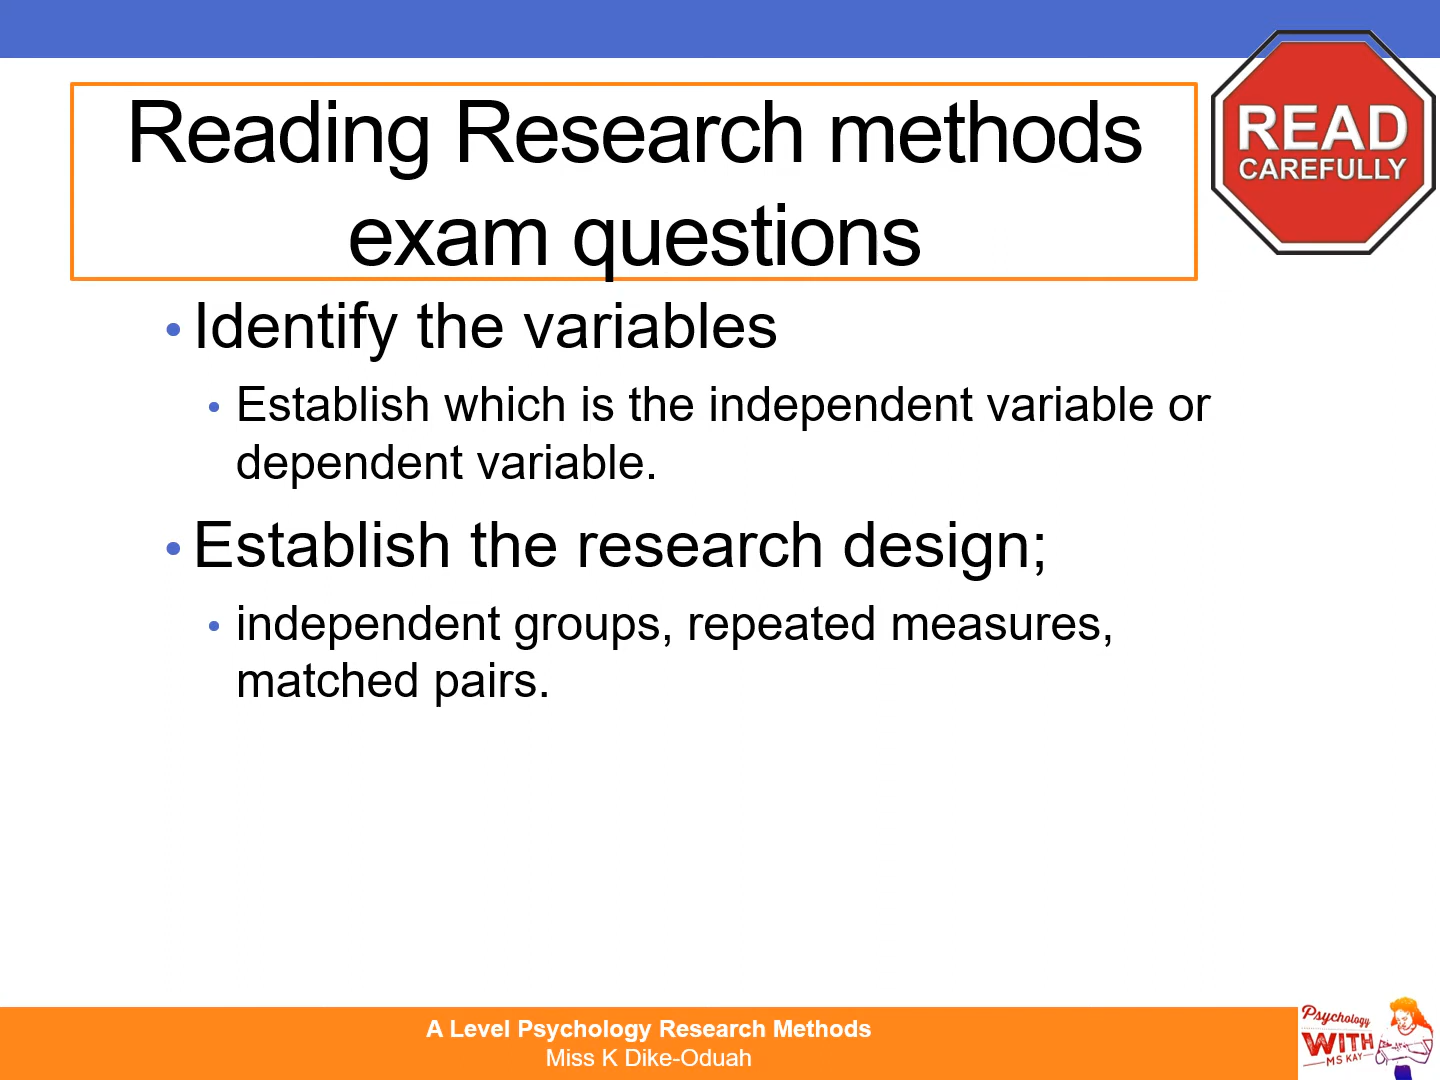 Reading Research methods
exam questions
READ
CAREFULLY
• Identify the variables
• Establish which is the independent variable or
dependent variable.
• Establish the research design;
• independent groups, repeated measures,
matched pairs.
A Level Psychology Research Methods
Miss K Dike-Oduah
Psychology
WITH
MS KAY